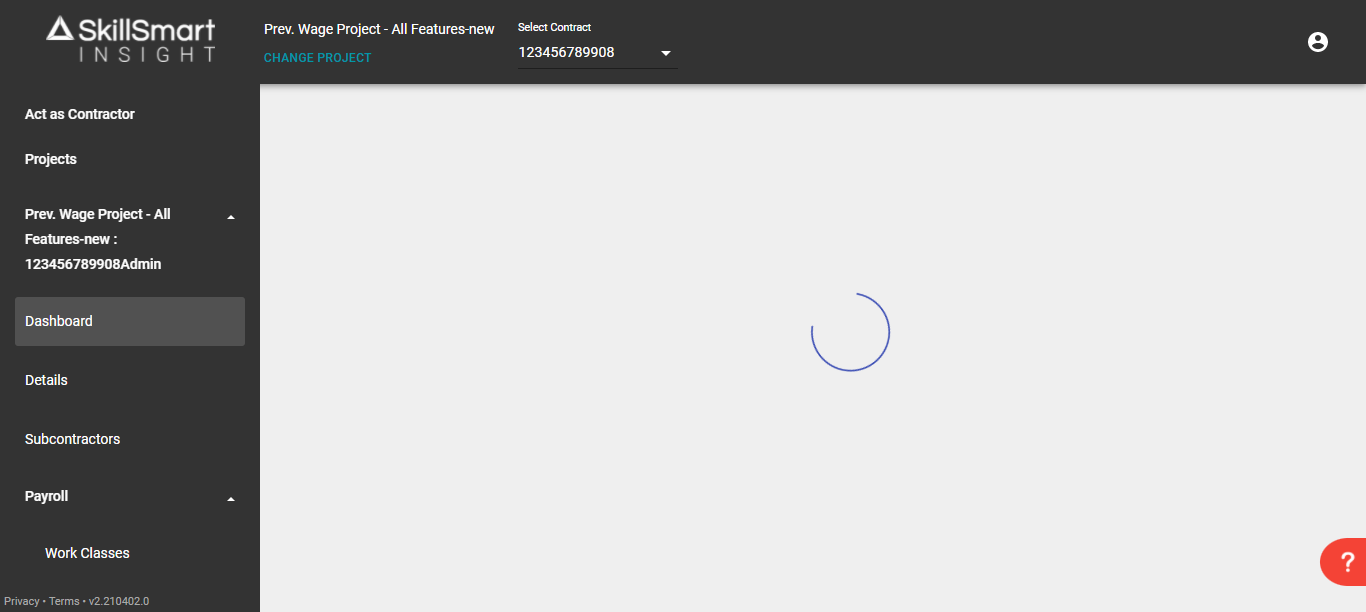 SkillSmart
INSIGHT
Prev. Wage Project - All Features-new
CHANGE PROJECT
Select Contract
123456789908
Act as Contractor
Projects
Prev. Wage Project - All
Features-new :
123456789908Admin
Dashboard
Details
Subcontractors
Payroll
Work Classes
Privacy • Terms • v2.210402.0
?